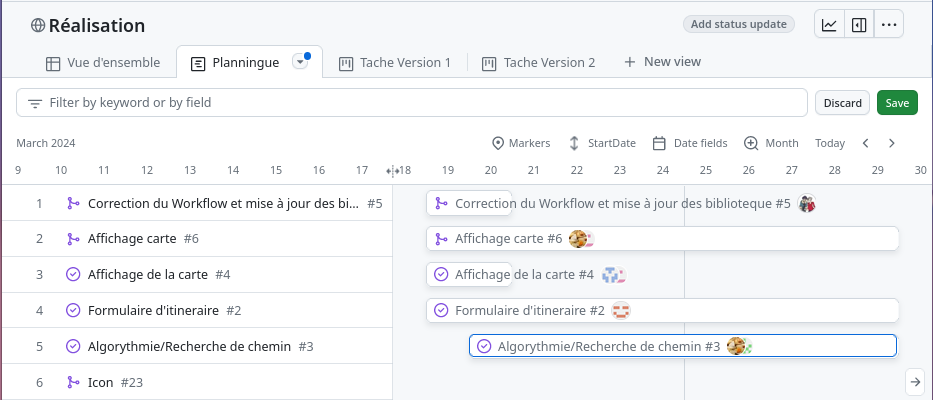 Réalisation
Add status update
Vue d'ensemble
Planningue
Tache Version 1
Tache Version 2
New view
Filter by keyword or by field
Discard
Save
March 2024
Markers
StartDate
Date fields
Month
Today
9 10 11 12 13 14 15 16 17 18 19 20 21 22 23 24 25 26 27 28 29 30
1 Correction du Workflow et mise à jour des bi... #5
Correction du Workflow et mise à jour des biblioteque #5
2 Affichage carte #6
Affichage carte #6
3 Affichage de la carte #4
Affichage de la carte #4
4 Formulaire d'itineraire #2
Formulaire d'itineraire #2
5 Algorythmie/Recherche de chemin #3
Algorythmie/Recherche de chemin #3
6 Icon #23